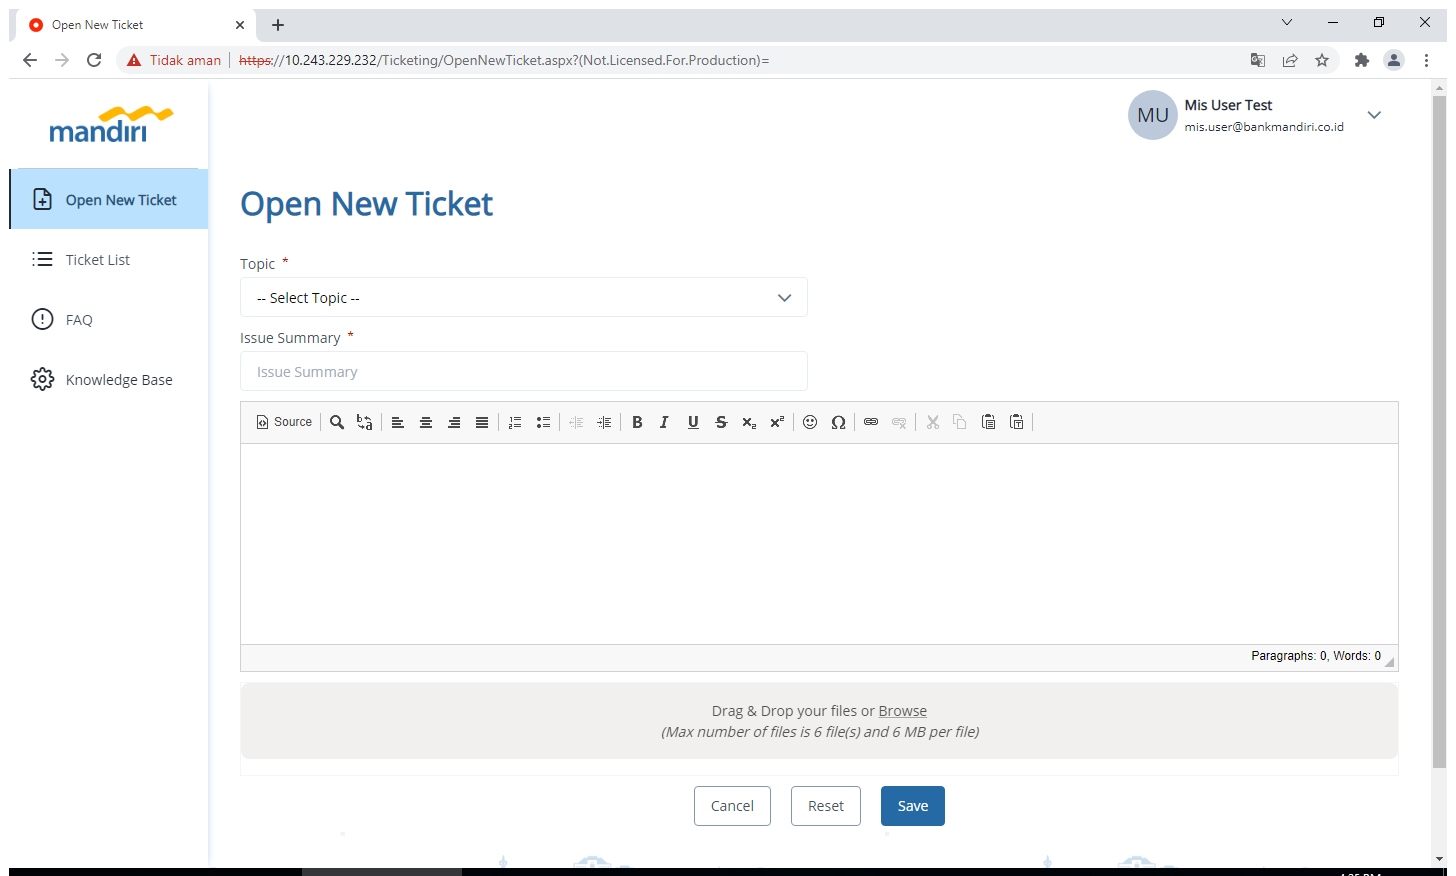 Open New Ticket
Tidak aman
https://10.243.229.232/Ticketing/OpenNewTicket.aspx?(Not.Licensed.For.Production)=
mandiri
MU
Mis User Test
mis.user@bankmandiri.co.id
Open New Ticket
Ticket List
FAQ
Knowledge Base
Open New Ticket
Topic *
-- Select Topic --
Issue Summary *
Issue Summary
Source
Paragraphs: 0, Words: 0
Drag & Drop your files or Browse
(Max number of files is 6 file(s) and 6 MB per file)
Cancel
Reset
Save